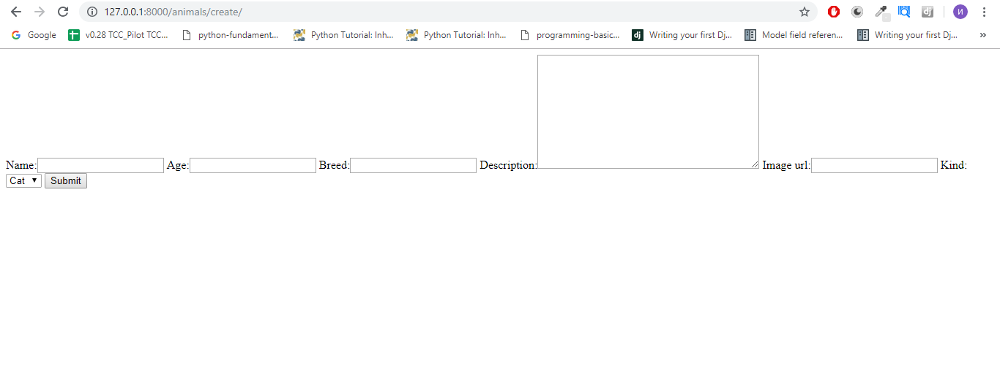 127.0.0.1:8000/animals/create/
И
Google v0.28 TCC_Pilot TCC... python-fundament... Python Tutorial: Inh... Python Tutorial: Inh... programming-basic... dj Writing your first Dj... Model field referen... Writing your first Dj... »
Name: Age: Breed: Description: Image url: Kind:
Cat Submit